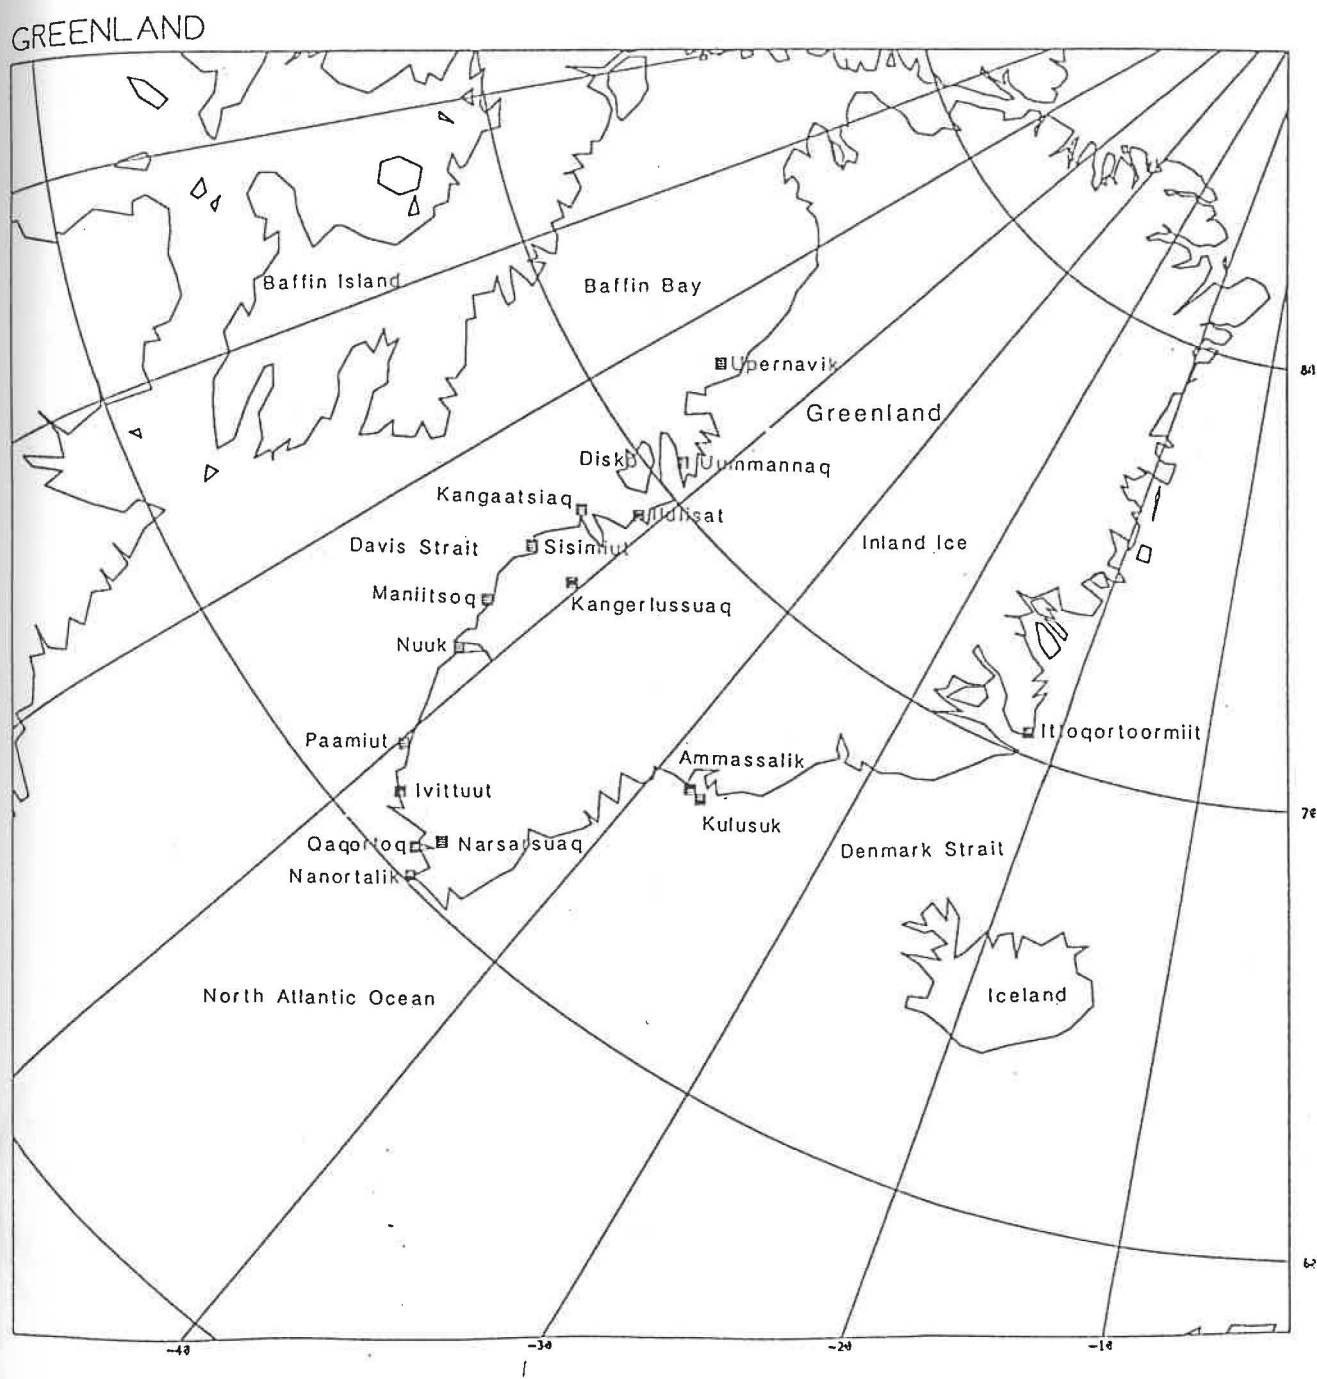 GREENLAND
Baffin Island
Baffin Bay
Upernavik
Greenland
Disko
Uummannaq
Kangaatsiaq
Ilulisat
Davis Strait
Sisimiut
Inland Ice
Maniitsoq
Kangerlussuaq
Nuuk
Paamiut
Ittoqortoormiit
Ammassalik
Ivittuut
Kulusuk
Qaqortoq
Narsarsuaq
Denmark Strait
Nanortalik
North Atlantic Ocean
Iceland
-40
-30
-20
-10